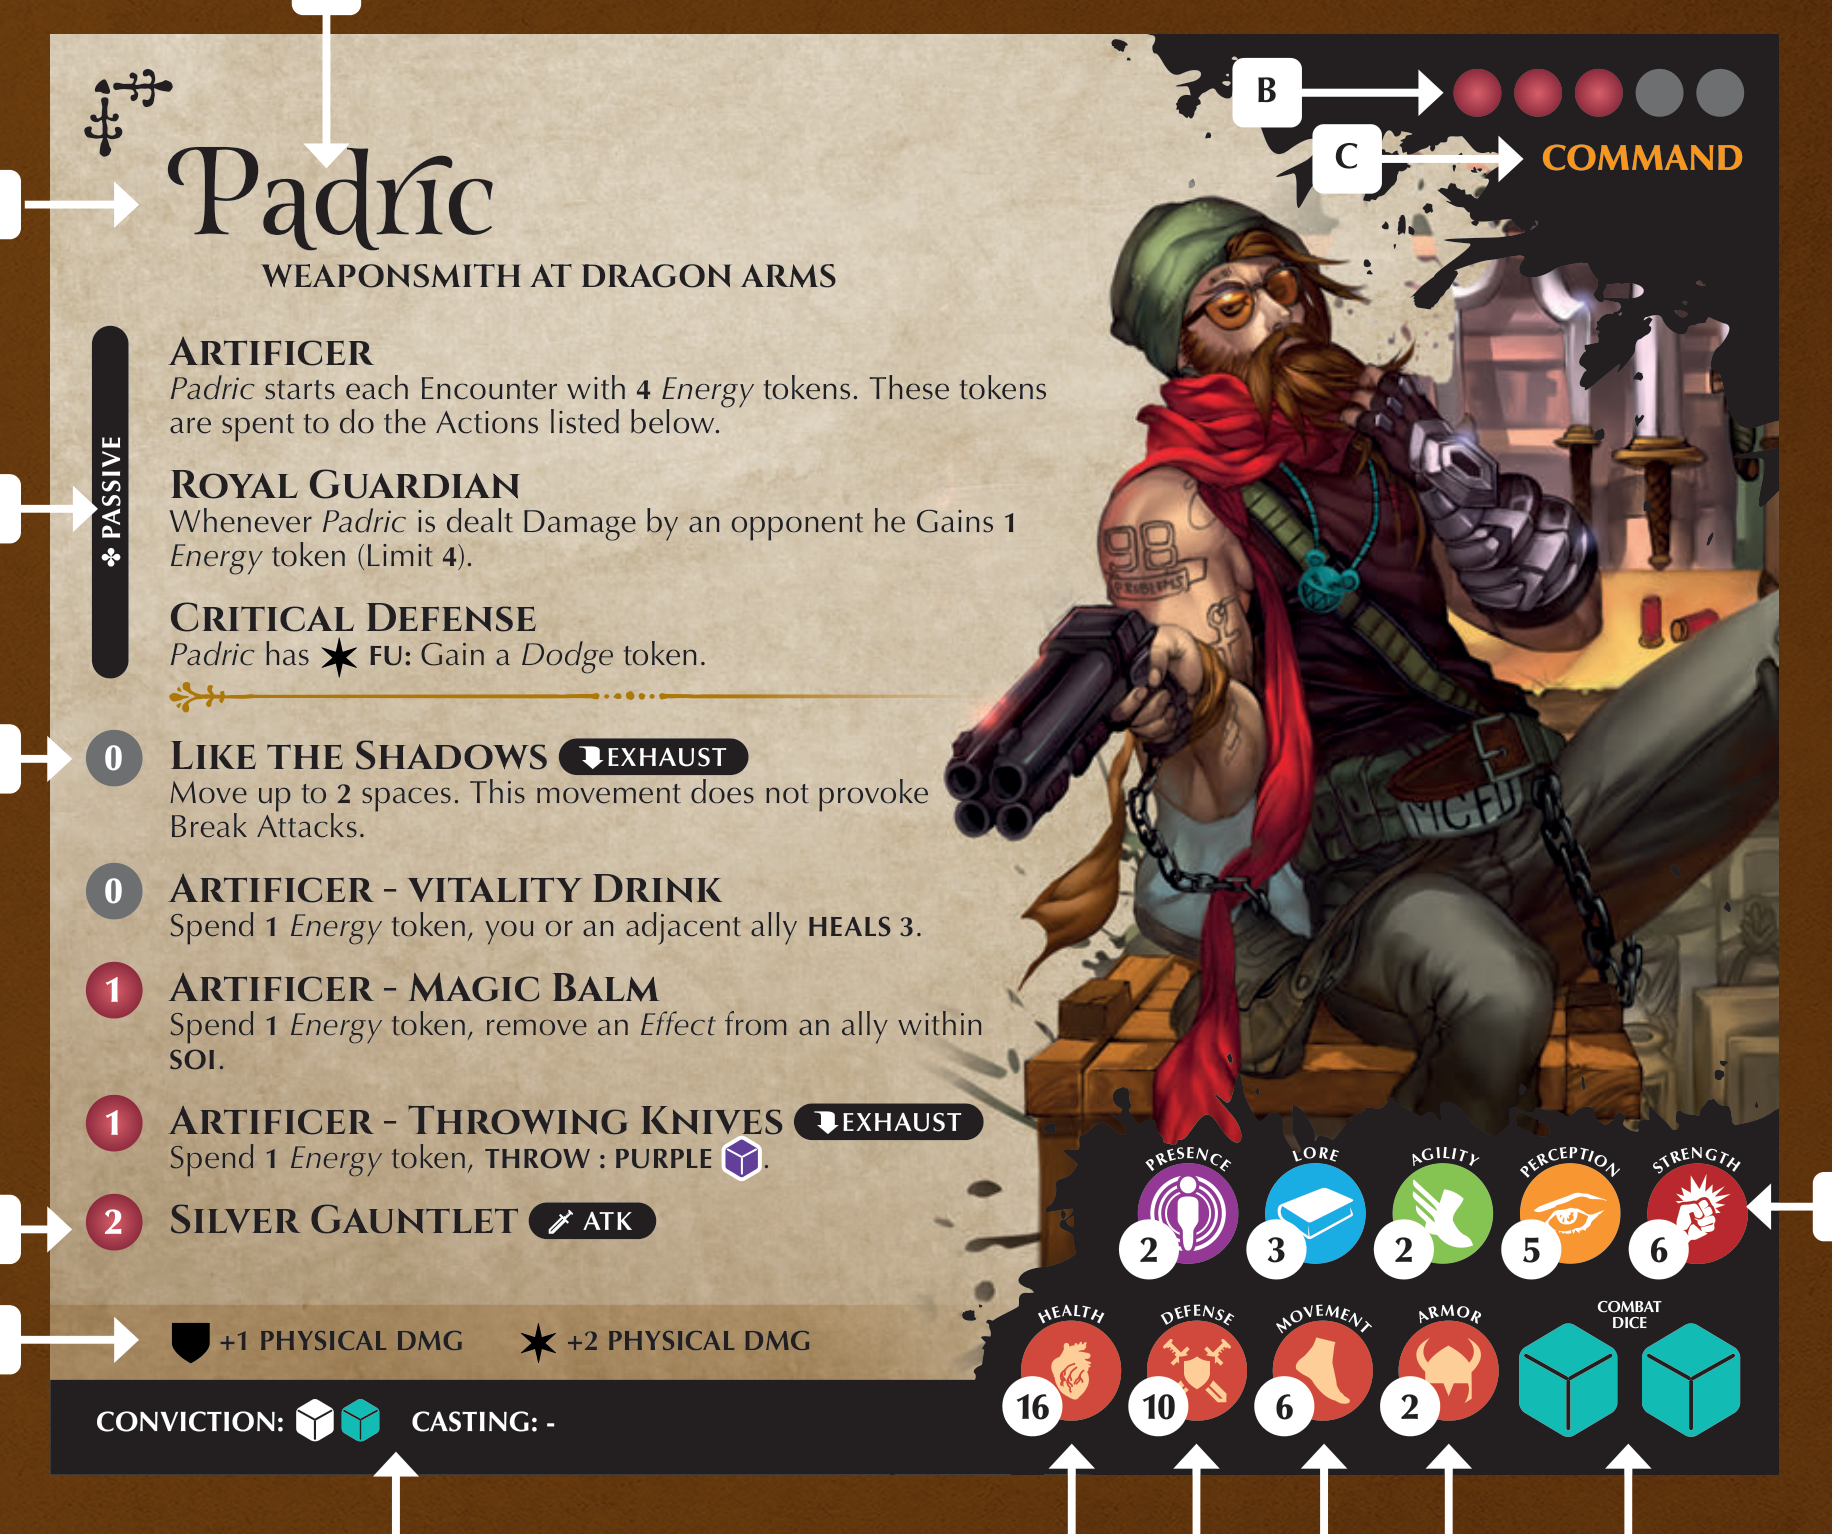 B
C
COMMAND
Padric
WEAPONSMITH AT DRAGON ARMS
PASSIVE
ARTIFICER
Padric starts each Encounter with 4 Energy tokens. These tokens
are spent to do the Actions listed below.
ROYAL GUARDIAN
Whenever Padric is dealt Damage by an opponent he Gains 1
Energy token (Limit 4).
CRITICAL DEFENSE
Padric has FU: Gain a Dodge token.
98
PROBLEMS
0 LIKE THE SHADOWS EXHAUST
Move up to 2 spaces. This movement does not provoke
Break Attacks.
0 ARTIFICER - VITALITY DRINK
Spend 1 Energy token, you or an adjacent ally HEALS 3.
1 ARTIFICER - MAGIC BALM
Spend 1 Energy token, remove an Effect from an ally within
SOI.
1 ARTIFICER - THROWING KNIVES EXHAUST
Spend 1 Energy token, THROW : PURPLE .
2 SILVER GAUNTLET ATK
+1 PHYSICAL DMG +2 PHYSICAL DMG
CONVICTION: CASTING: -
PRESENCE LORE AGILITY PERCEPTION STRENGTH
2 3 2 5 6
HEALTH DEFENSE MOVEMENT ARMOR COMBAT
DICE
16 10 6 2